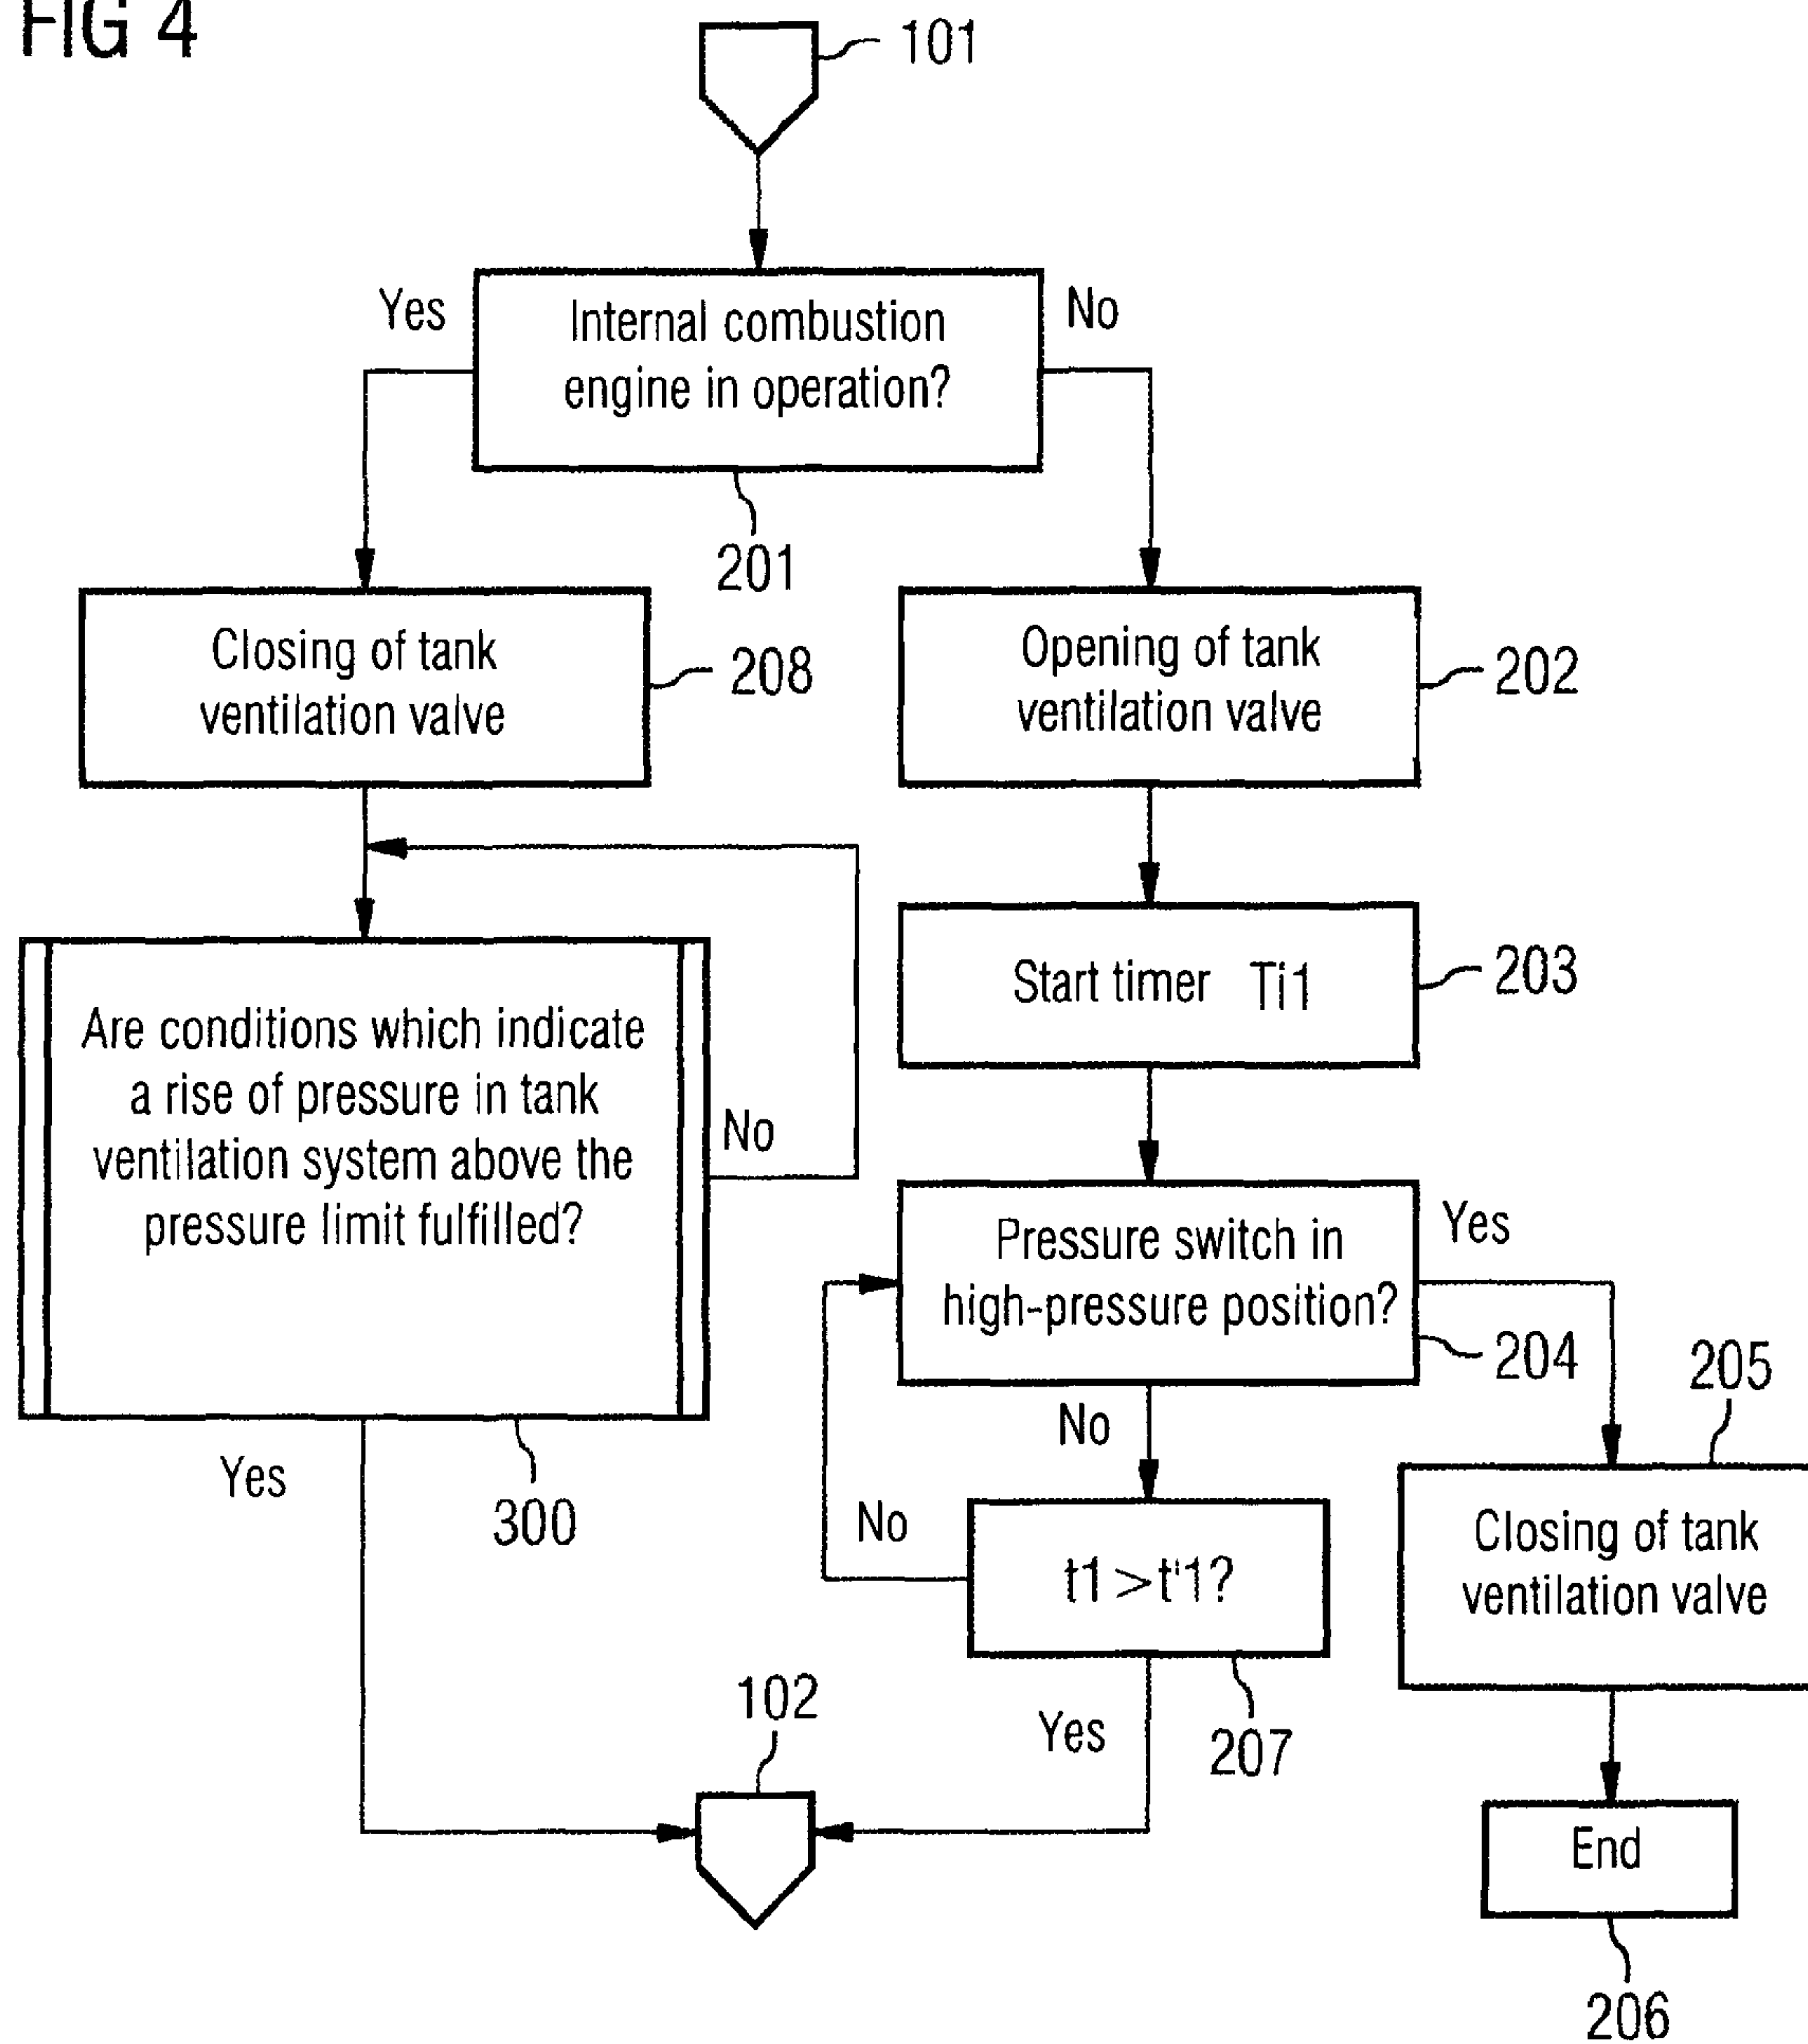 FIG 4
101
Yes
Internal combustion
engine in operation?
No
201
Closing of tank
ventilation valve
208
Opening of tank
ventilation valve
202
Start timer Ti1
203
Are conditions which indicate
a rise of pressure in tank
ventilation system above the
pressure limit fulfilled?
No
Yes
300
Pressure switch in
high-pressure position?
Yes
204
No
205
Closing of tank
ventilation valve
No
t1 >t'1?
207
Yes
102
End
206